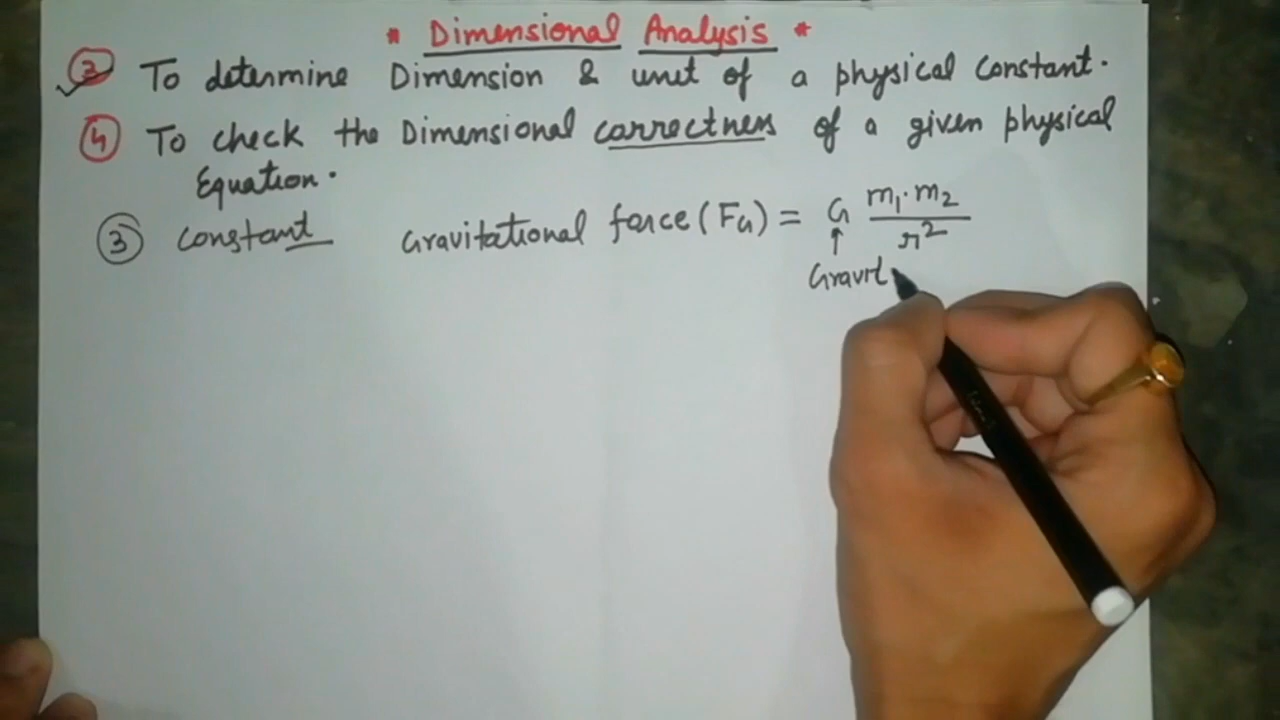 * Dimensional Analysis *
③ To determine Dimension & unit of a physical constant.
④ To check the Dimensional correctness of a given physical
Equation.
③ constant Gravitational force (FG) = G m1·m2 / r²
↑
Gravit